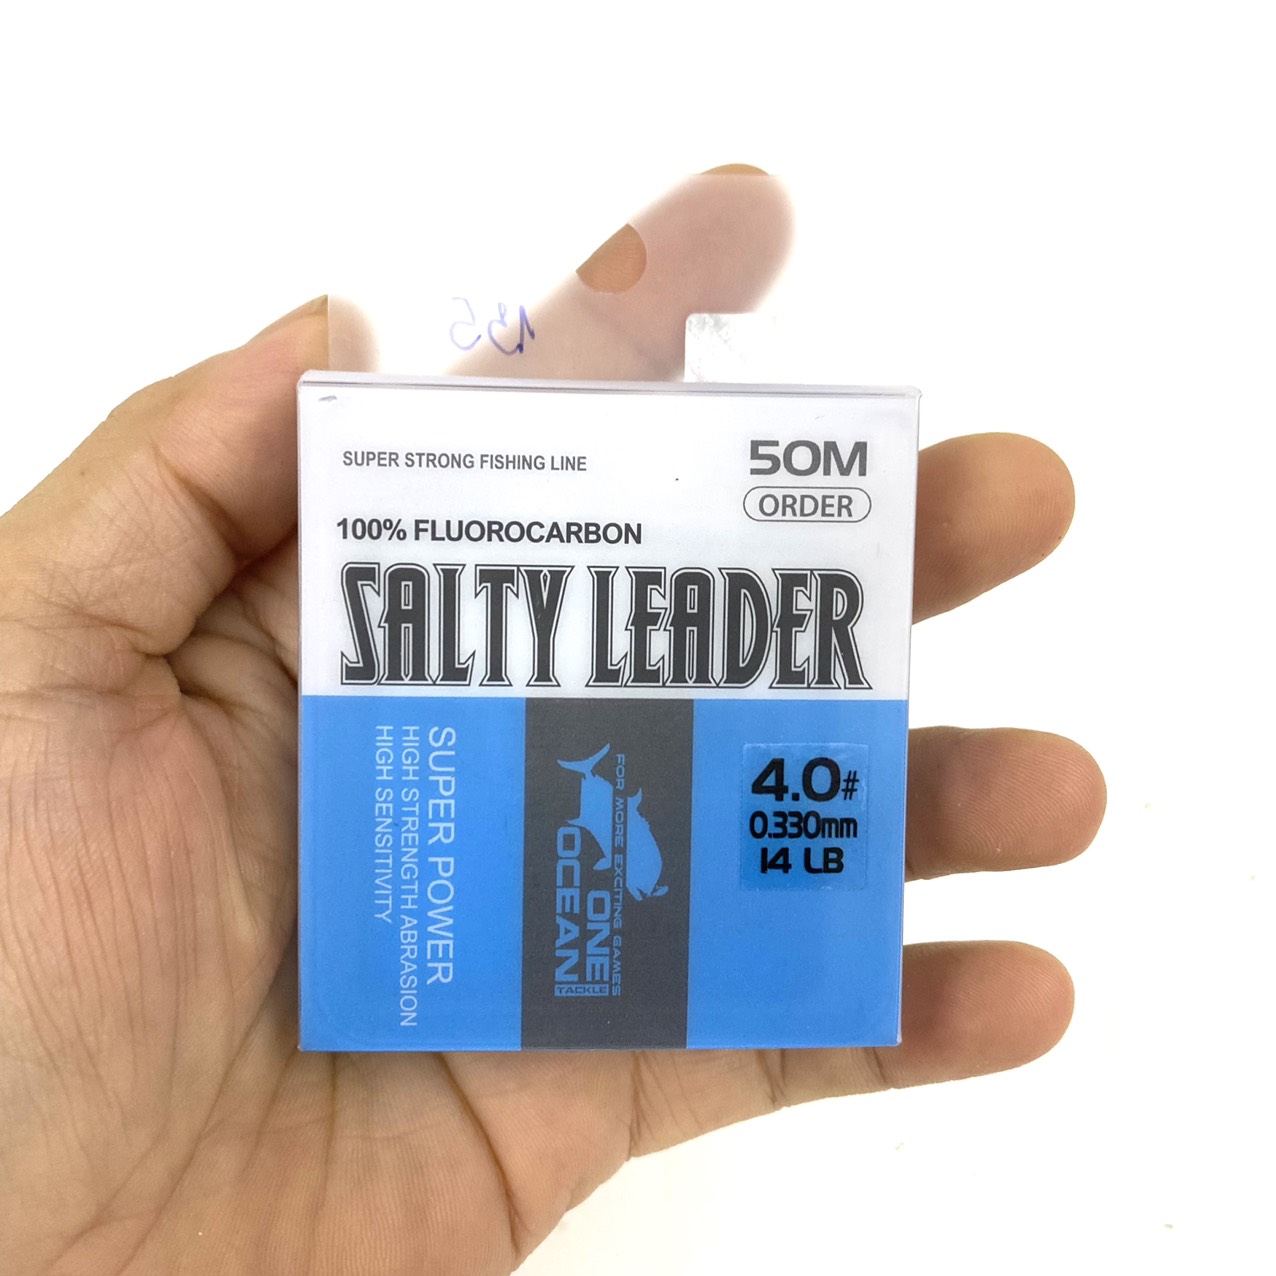 135
SUPER STRONG FISHING LINE
50M
ORDER
100% FLUOROCARBON
SALTY LEADER
SUPER POWER
HIGH STRENGTH ABRASION
HIGH SENSITIVITY
FOR MORE EXCITING GAMES
ONE
OCEAN
TACKLE
4.0#
0.330mm
14 LB